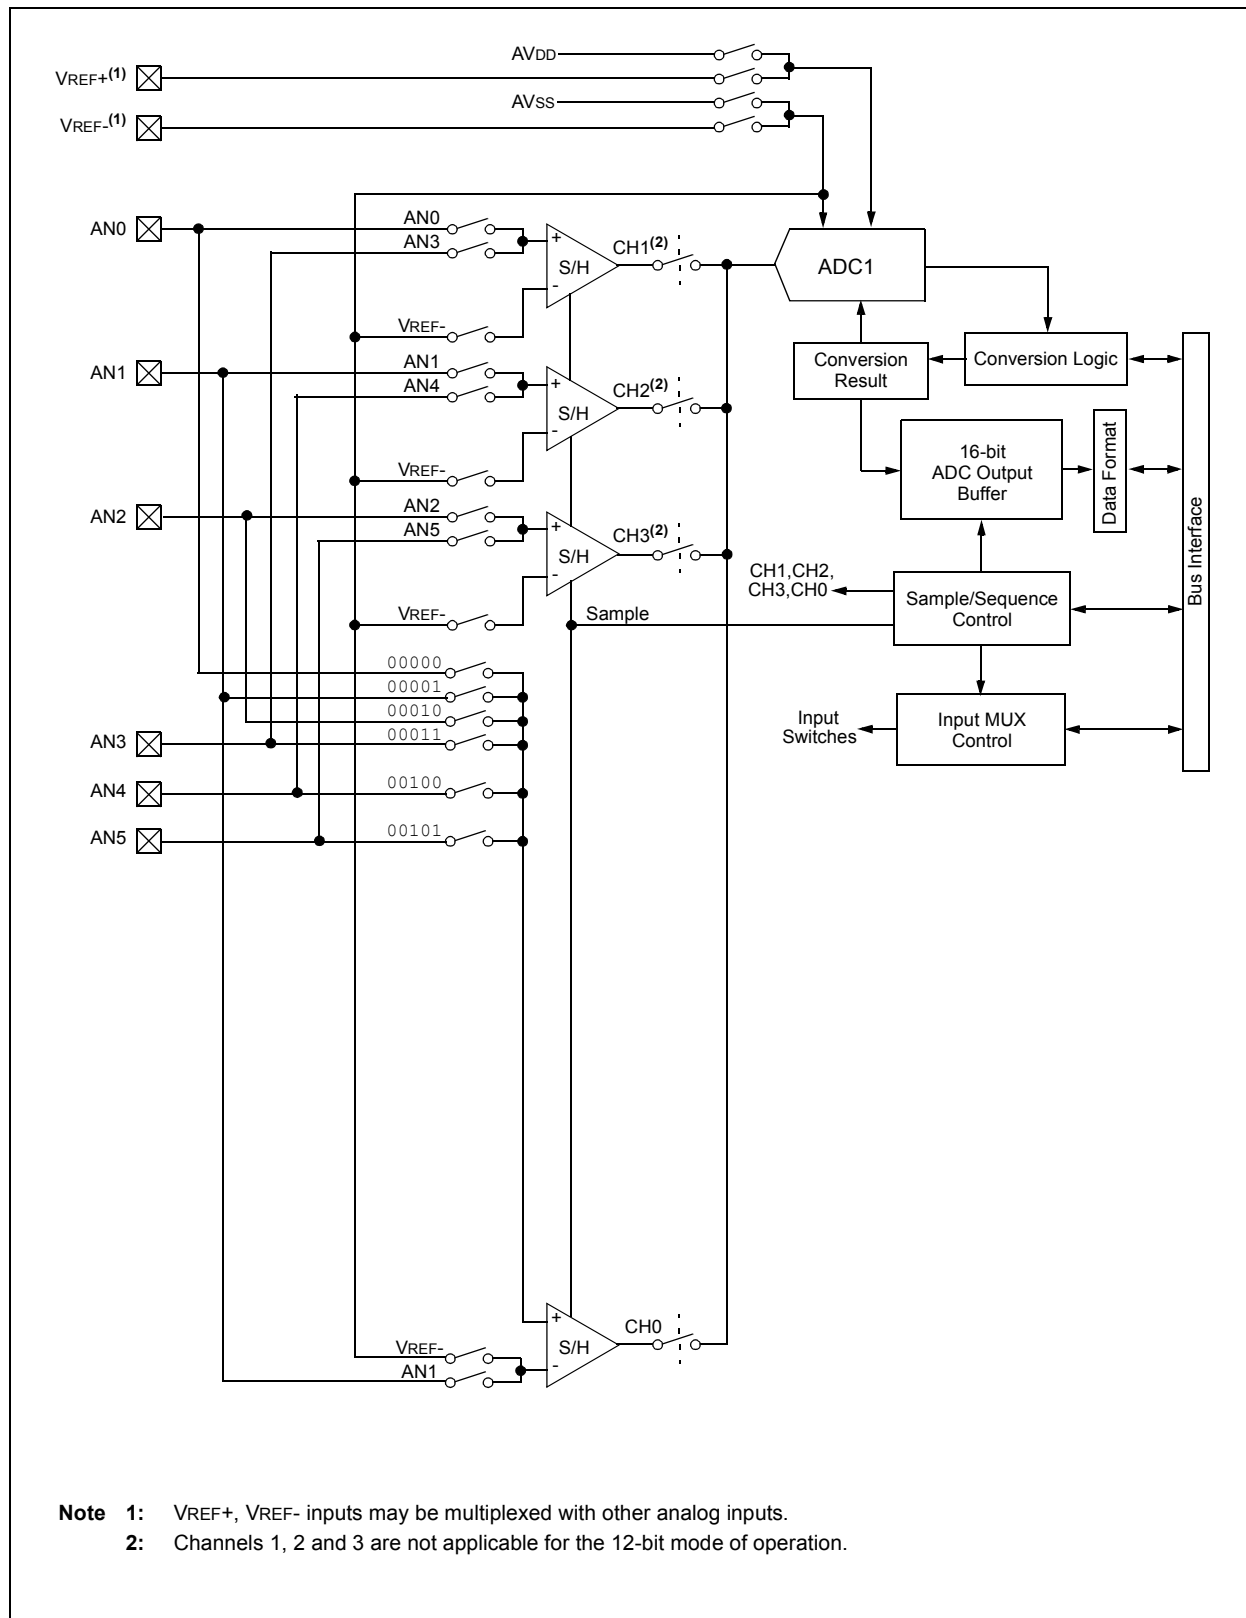 AVDD
VREF+(1)
AVSS
VREF-(1)
AN0
AN0
AN3
+
S/H
-
CH1(2)
ADC1
VREF-
Conversion
Result
Conversion Logic
AN1
AN1
AN4
+
S/H
-
CH2(2)
VREF-
16-bit
ADC Output
Buffer
Data Format
Bus Interface
AN2
AN2
AN5
+
S/H
-
CH3(2)
CH1,CH2,
CH3,CH0
Sample/Sequence
Control
VREF-
Sample
00000
00001
00010
00011
AN3
Input
Switches
Input MUX
Control
AN4
00100
AN5
00101
+
S/H
-
CH0
VREF-
AN1
Note 1: VREF+, VREF- inputs may be multiplexed with other analog inputs.
2: Channels 1, 2 and 3 are not applicable for the 12-bit mode of operation.